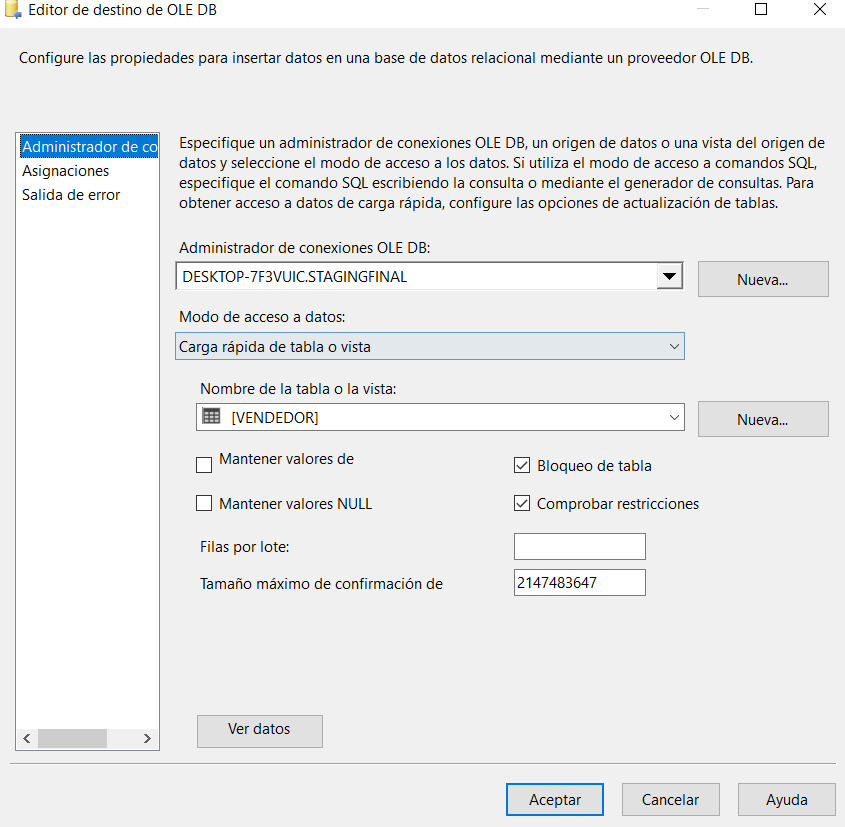 Editor de destino de OLE DB
Configure las propiedades para insertar datos en una base de datos relacional mediante un proveedor OLE DB.
Administrador de co
Asignaciones
Salida de error
Especifique un administrador de conexiones OLE DB, un origen de datos o una vista del origen de
datos y seleccione el modo de acceso a los datos. Si utiliza el modo de acceso a comandos SQL,
especifique el comando SQL escribiendo la consulta o mediante el generador de consultas. Para
obtener acceso a datos de carga rápida, configure las opciones de actualización de tablas.
Administrador de conexiones OLE DB:
DESKTOP-7F3VUIC.STAGINGFINAL
Nueva...
Modo de acceso a datos:
Carga rápida de tabla o vista
Nombre de la tabla o la vista:
[VENDEDOR]
Nueva...
Mantener valores de
Bloqueo de tabla
Mantener valores NULL
Comprobar restricciones
Filas por lote:
Tamaño máximo de confirmación de
2147483647
Ver datos
Aceptar
Cancelar
Ayuda